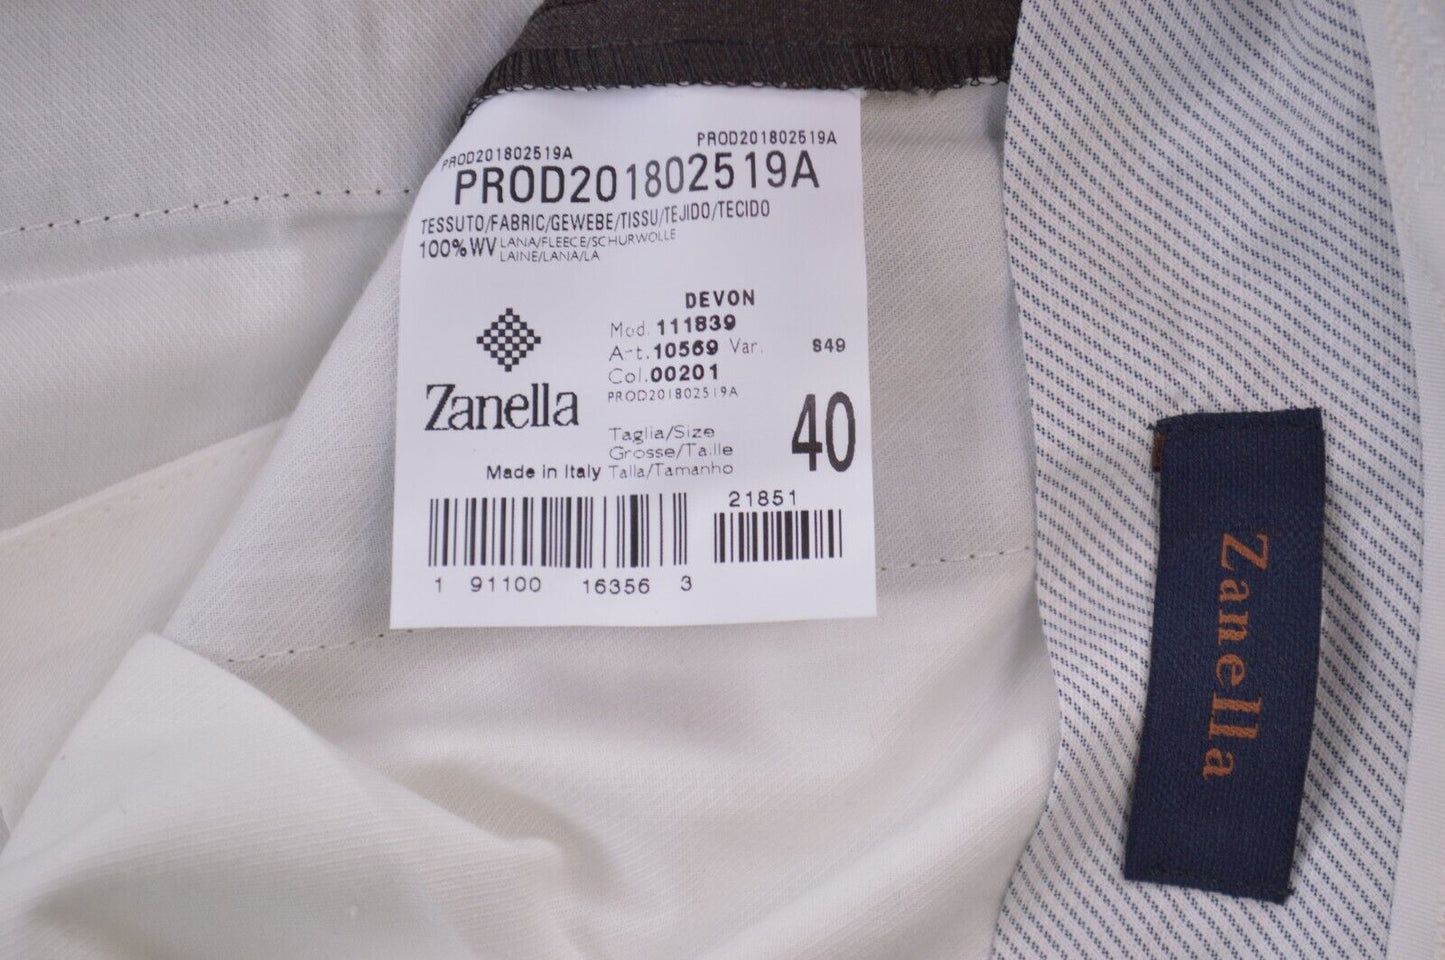 PROD201802519A
PROD201802519A
PROD201802519A
TESSUTO/FABRIC/GEWEBE/TISSU/TEJIDO/TECIDO
100% WV LANA/FLEECE/SCHURWOLLE
LAINE/LANA/LA
DEVON
Mod. 111839
Art. 10569 Var. S49
Col. 00201
PROD201802519A
Zanella
Taglia/Size
Grosse/Taille
Talla/Tamanho
40
Made in Italy
21851
1 91100 16356 3
Zanella